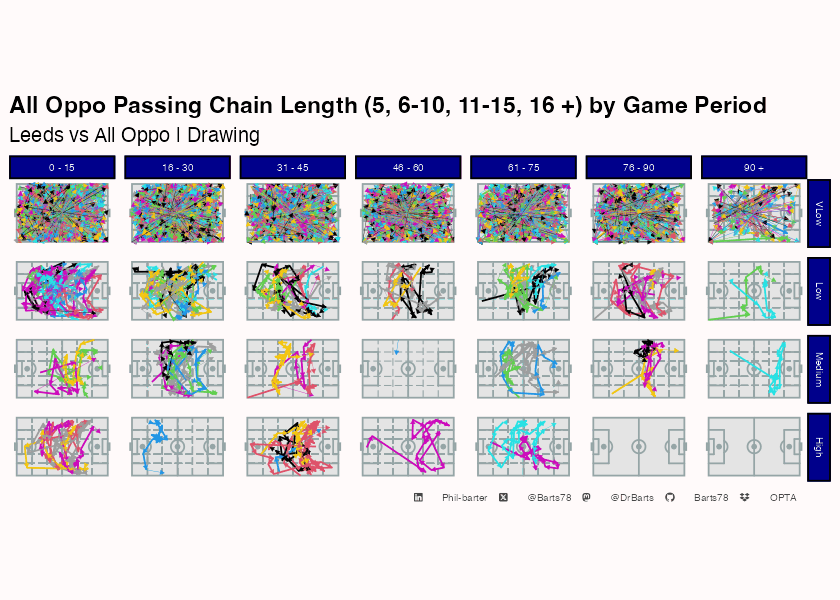 All Oppo Passing Chain Length (5, 6-10, 11-15, 16 +) by Game Period
Leeds vs All Oppo | Drawing
0 - 15 16 - 30 31 - 45 46 - 60 61 - 75 76 - 90 90 +
V Low
Low
Medium
High
Phil-barter @Barts78 @DrBarts Barts78 OPTA